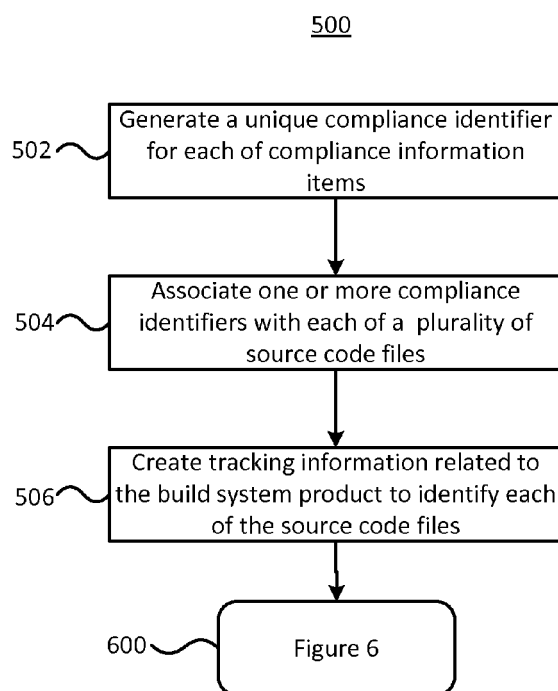 500
502
Generate a unique compliance identifier
for each of compliance information
items
504
Associate one or more compliance
identifiers with each of a plurality of
source code files
506
Create tracking information related to
the build system product to identify each
of the source code files
600
Figure 6